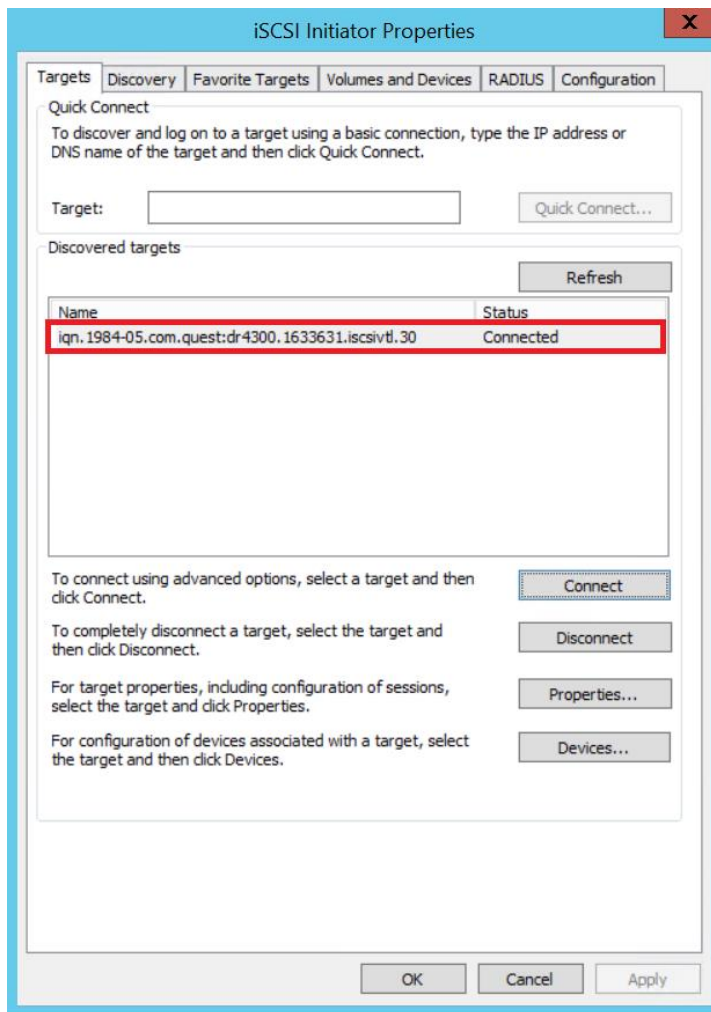 iSCSI Initiator Properties
X
Targets Discovery Favorite Targets Volumes and Devices RADIUS Configuration
Quick Connect
To discover and log on to a target using a basic connection, type the IP address or
DNS name of the target and then click Quick Connect.
Target:
Quick Connect...
Discovered targets
Refresh
Name Status
iqn.1984-05.com.quest:dr4300.1633631.iscsivtl.30 Connected
To connect using advanced options, select a target and then
click Connect.
Connect
To completely disconnect a target, select the target and
then click Disconnect.
Disconnect
For target properties, including configuration of sessions,
select the target and click Properties.
Properties...
For configuration of devices associated with a target, select
the target and then click Devices.
Devices...
OK Cancel Apply